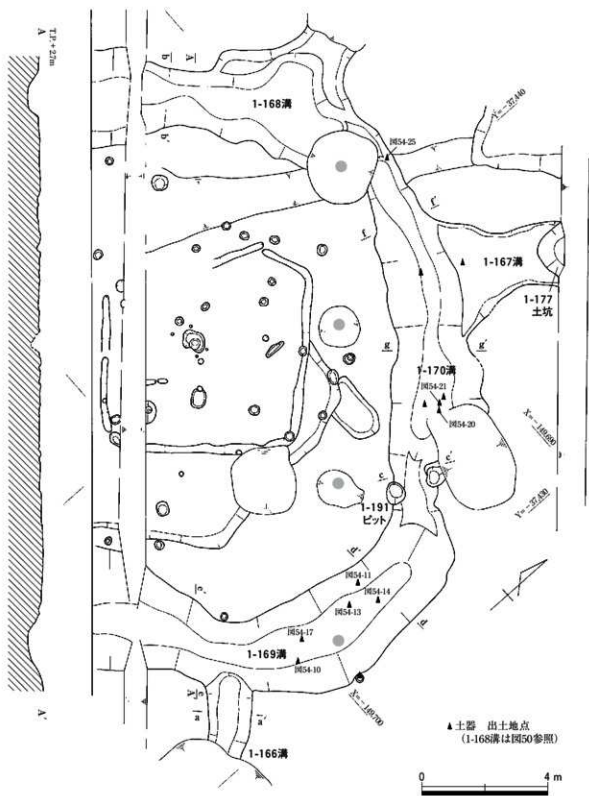 T.P.+2.7m
A
A
b
b'
1-168溝
Y=-37,440
図54-25
f'
f
1-167溝
1-177
土坑
g
g'
1-170溝
図54-21
図54-20
X=-149,690
Y=-37,430
c
c'
1-191
ピット
d'
d
e'
図54-11
図54-14
図54-13
図54-17
1-169溝
図54-10
e
A'
a
a'
X=-149,700
1-166溝
A'
▲土器 出土地点
(1-168溝は図50参照)
0
4 m